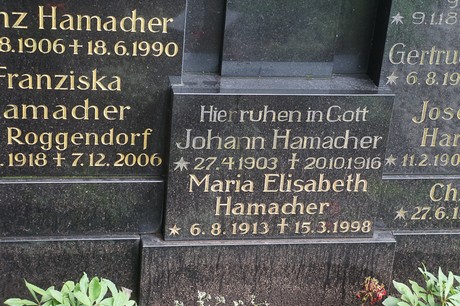 nz Hamacher
8.1906 + 18.6.1990
Franziska
amacher
Roggendorf
1918 + 7.12.2006
Hier ruhen in Gott
Johann Hamacher
* 27.4.1903 + 20.10.1916
Maria Elisabeth
Hamacher
* 6.8.1913 + 15.3.1998
* 9.1.18
Gertru
* 6.8.19
Jose
Ha
* 11.2.190
Ch
* 27.6.1